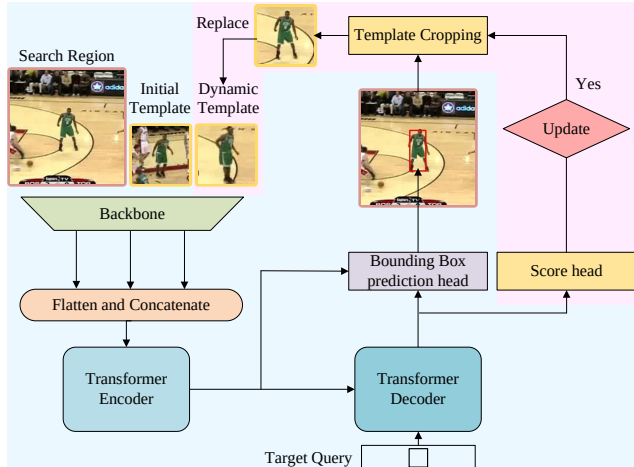 Replace
Template Cropping
Search Region
Initial
Template
Dynamic
Template
Yes
Update
adidas
Backbone
Bounding Box
prediction head
Score head
Flatten and Concatenate
Transformer
Encoder
Transformer
Decoder
Target Query